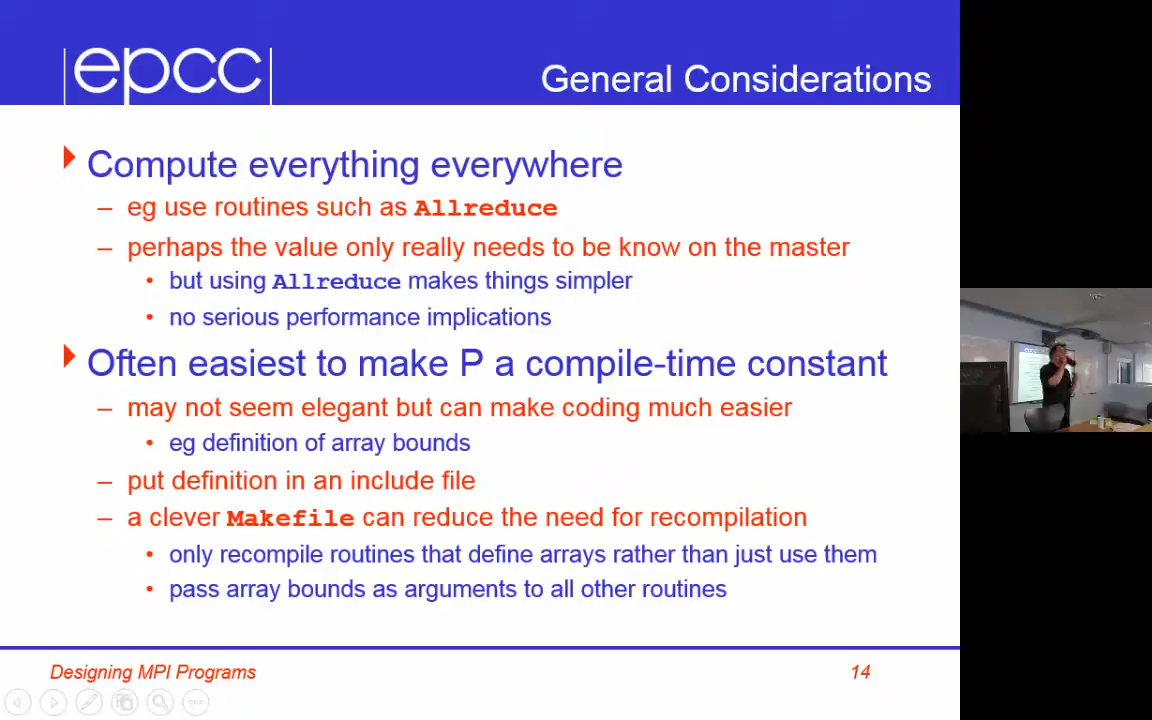 |epcc|
General Considerations
Compute everything everywhere
– eg use routines such as Allreduce
– perhaps the value only really needs to be know on the master
• but using Allreduce makes things simpler
• no serious performance implications
Often easiest to make P a compile-time constant
– may not seem elegant but can make coding much easier
• eg definition of array bounds
– put definition in an include file
– a clever Makefile can reduce the need for recompilation
• only recompile routines that define arrays rather than just use them
• pass array bounds as arguments to all other routines
Designing MPI Programs
14